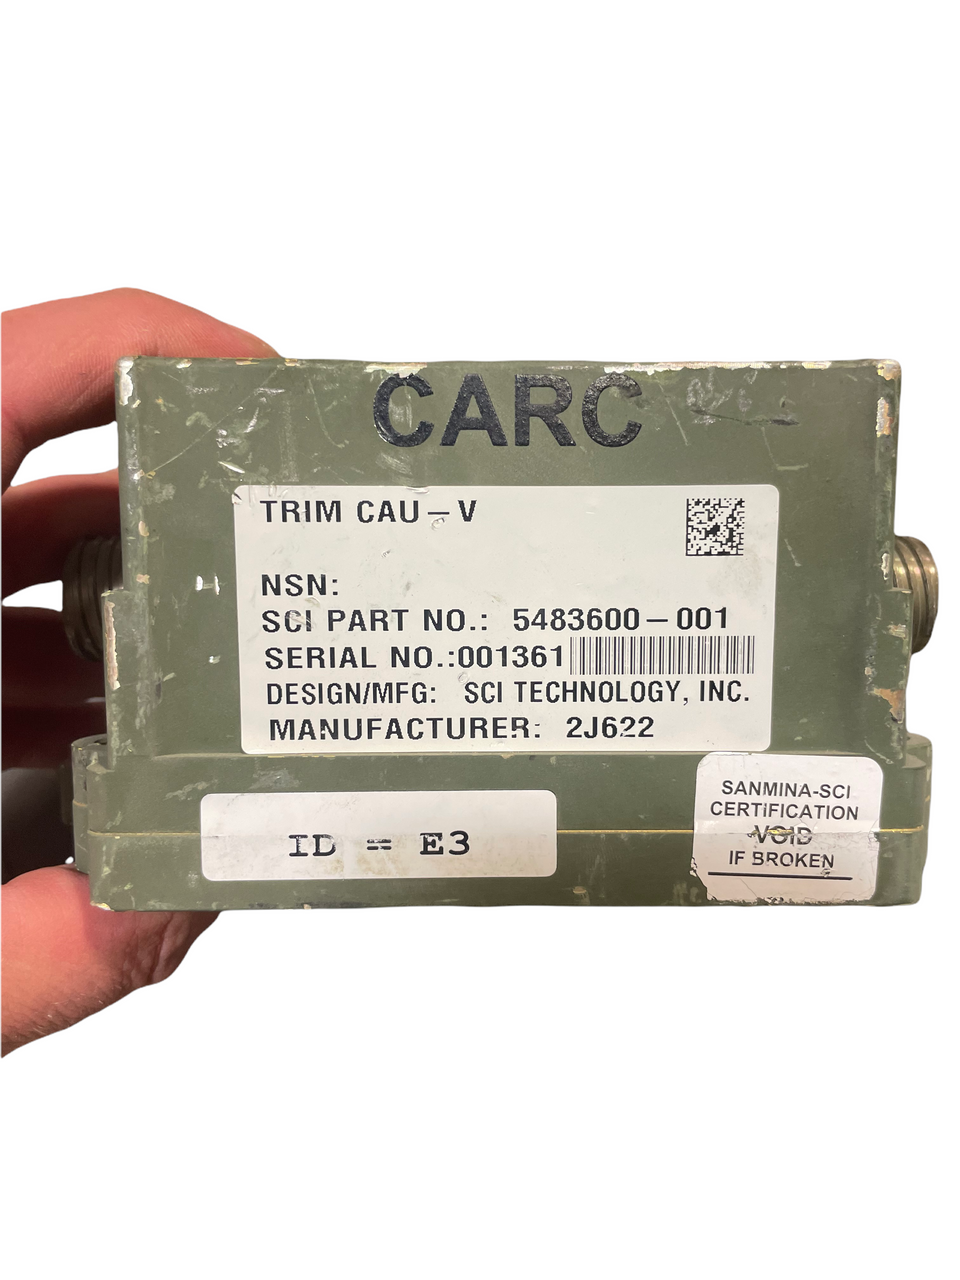 CARC
TRIM CAU-V
NSN:
SCI PART NO.: 5483600-001
SERIAL NO.:001361
DESIGN/MFG: SCI TECHNOLOGY, INC.
MANUFACTURER: 2J622
ID = E3
SANMINA-SCI
CERTIFICATION
VOID
IF BROKEN